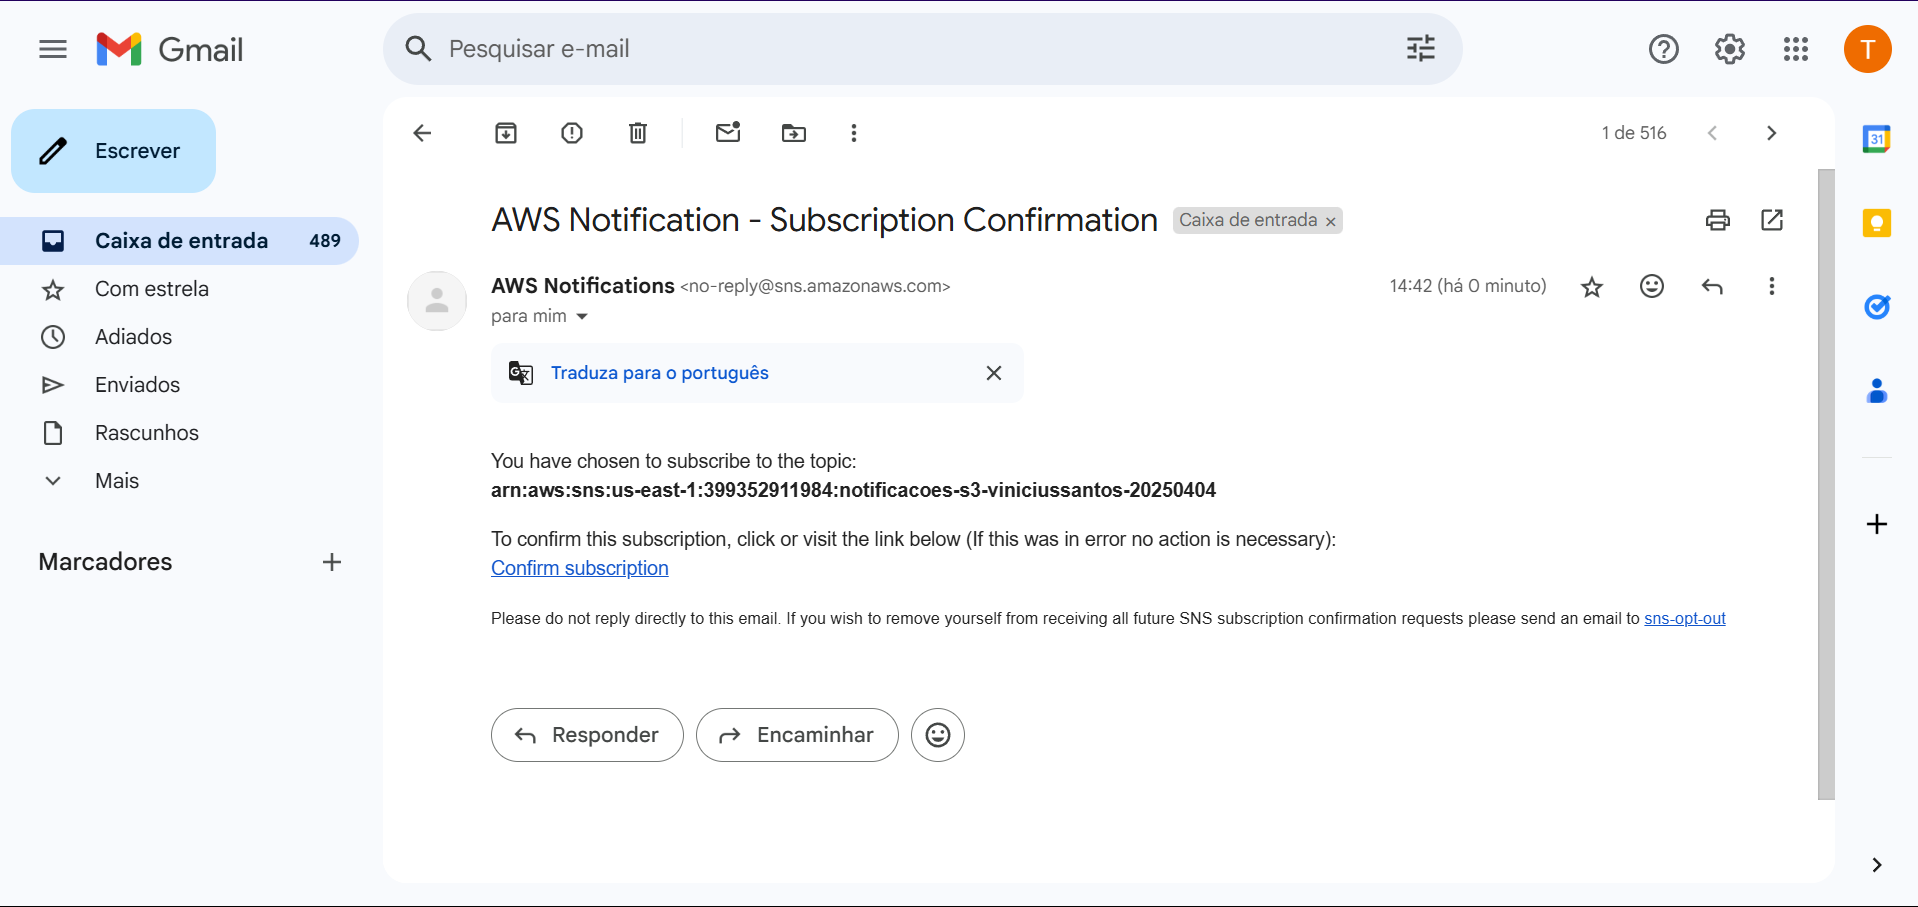 Gmail
Pesquisar e-mail
T
Escrever
Caixa de entrada 489
Com estrela
Adiados
Enviados
Rascunhos
Mais
Marcadores
1 de 516
AWS Notification - Subscription Confirmation
Caixa de entrada ×
AWS Notifications <no-reply@sns.amazonaws.com>
14:42 (há 0 minuto)
para mim
Traduza para o português
You have chosen to subscribe to the topic:
arn:aws:sns:us-east-1:399352911984:notificacoes-s3-viniciussantos-20250404
To confirm this subscription, click or visit the link below (If this was in error no action is necessary):
Confirm subscription
Please do not reply directly to this email. If you wish to remove yourself from receiving all future SNS subscription confirmation requests please send an email to sns-opt-out
Responder
Encaminhar
31